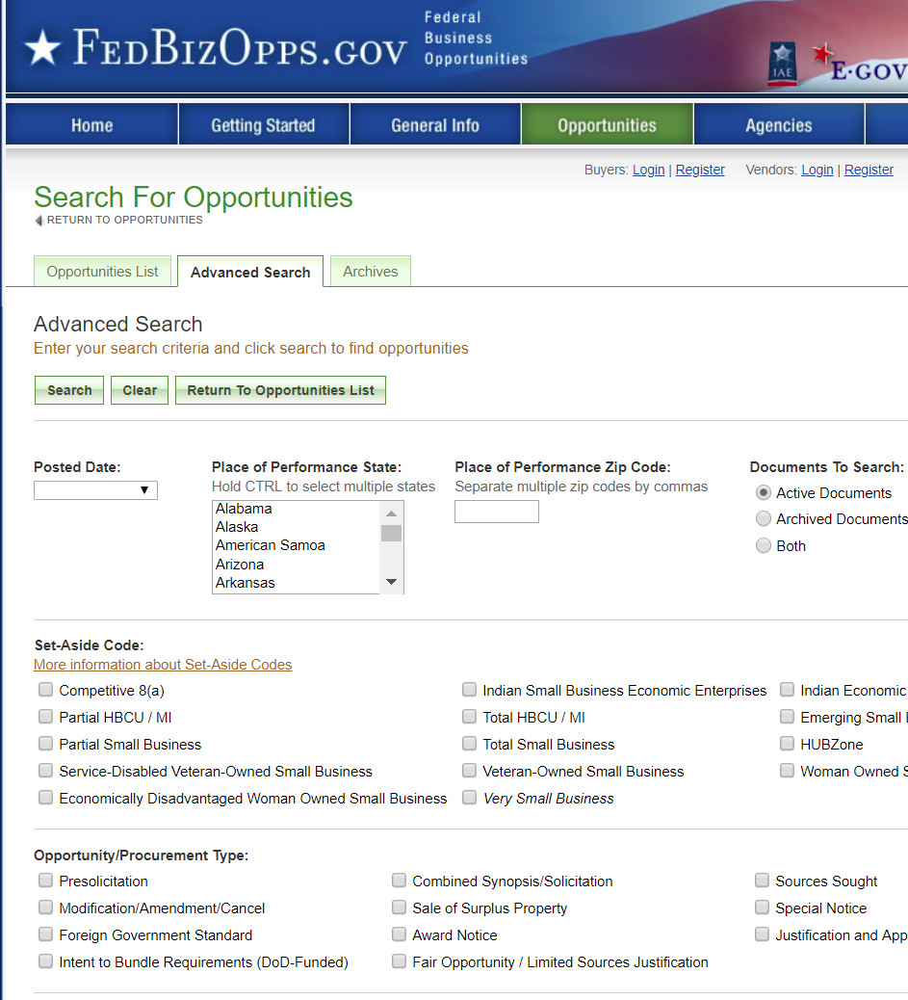 FEDBIZOPPS.GOV
Federal
Business
Opportunities
IAE
E·GOV
Home Getting Started General Info Opportunities Agencies
Buyers: Login | Register Vendors: Login | Register
Search For Opportunities
RETURN TO OPPORTUNITIES
Opportunities List Advanced Search Archives
Advanced Search
Enter your search criteria and click search to find opportunities
Search Clear Return To Opportunities List
Posted Date: Place of Performance State: Place of Performance Zip Code: Documents To Search:
Hold CTRL to select multiple states Separate multiple zip codes by commas
Active Documents
Archived Documents
Both
Alabama
Alaska
American Samoa
Arizona
Arkansas
Set-Aside Code:
More information about Set-Aside Codes
Competitive 8(a) Indian Small Business Economic Enterprises Indian Economic
Partial HBCU / MI Total HBCU / MI Emerging Small
Partial Small Business Total Small Business HUBZone
Service-Disabled Veteran-Owned Small Business Veteran-Owned Small Business Woman Owned
Economically Disadvantaged Woman Owned Small Business Very Small Business
Opportunity/Procurement Type:
Presolicitation Combined Synopsis/Solicitation Sources Sought
Modification/Amendment/Cancel Sale of Surplus Property Special Notice
Foreign Government Standard Award Notice Justification and App
Intent to Bundle Requirements (DoD-Funded) Fair Opportunity / Limited Sources Justification